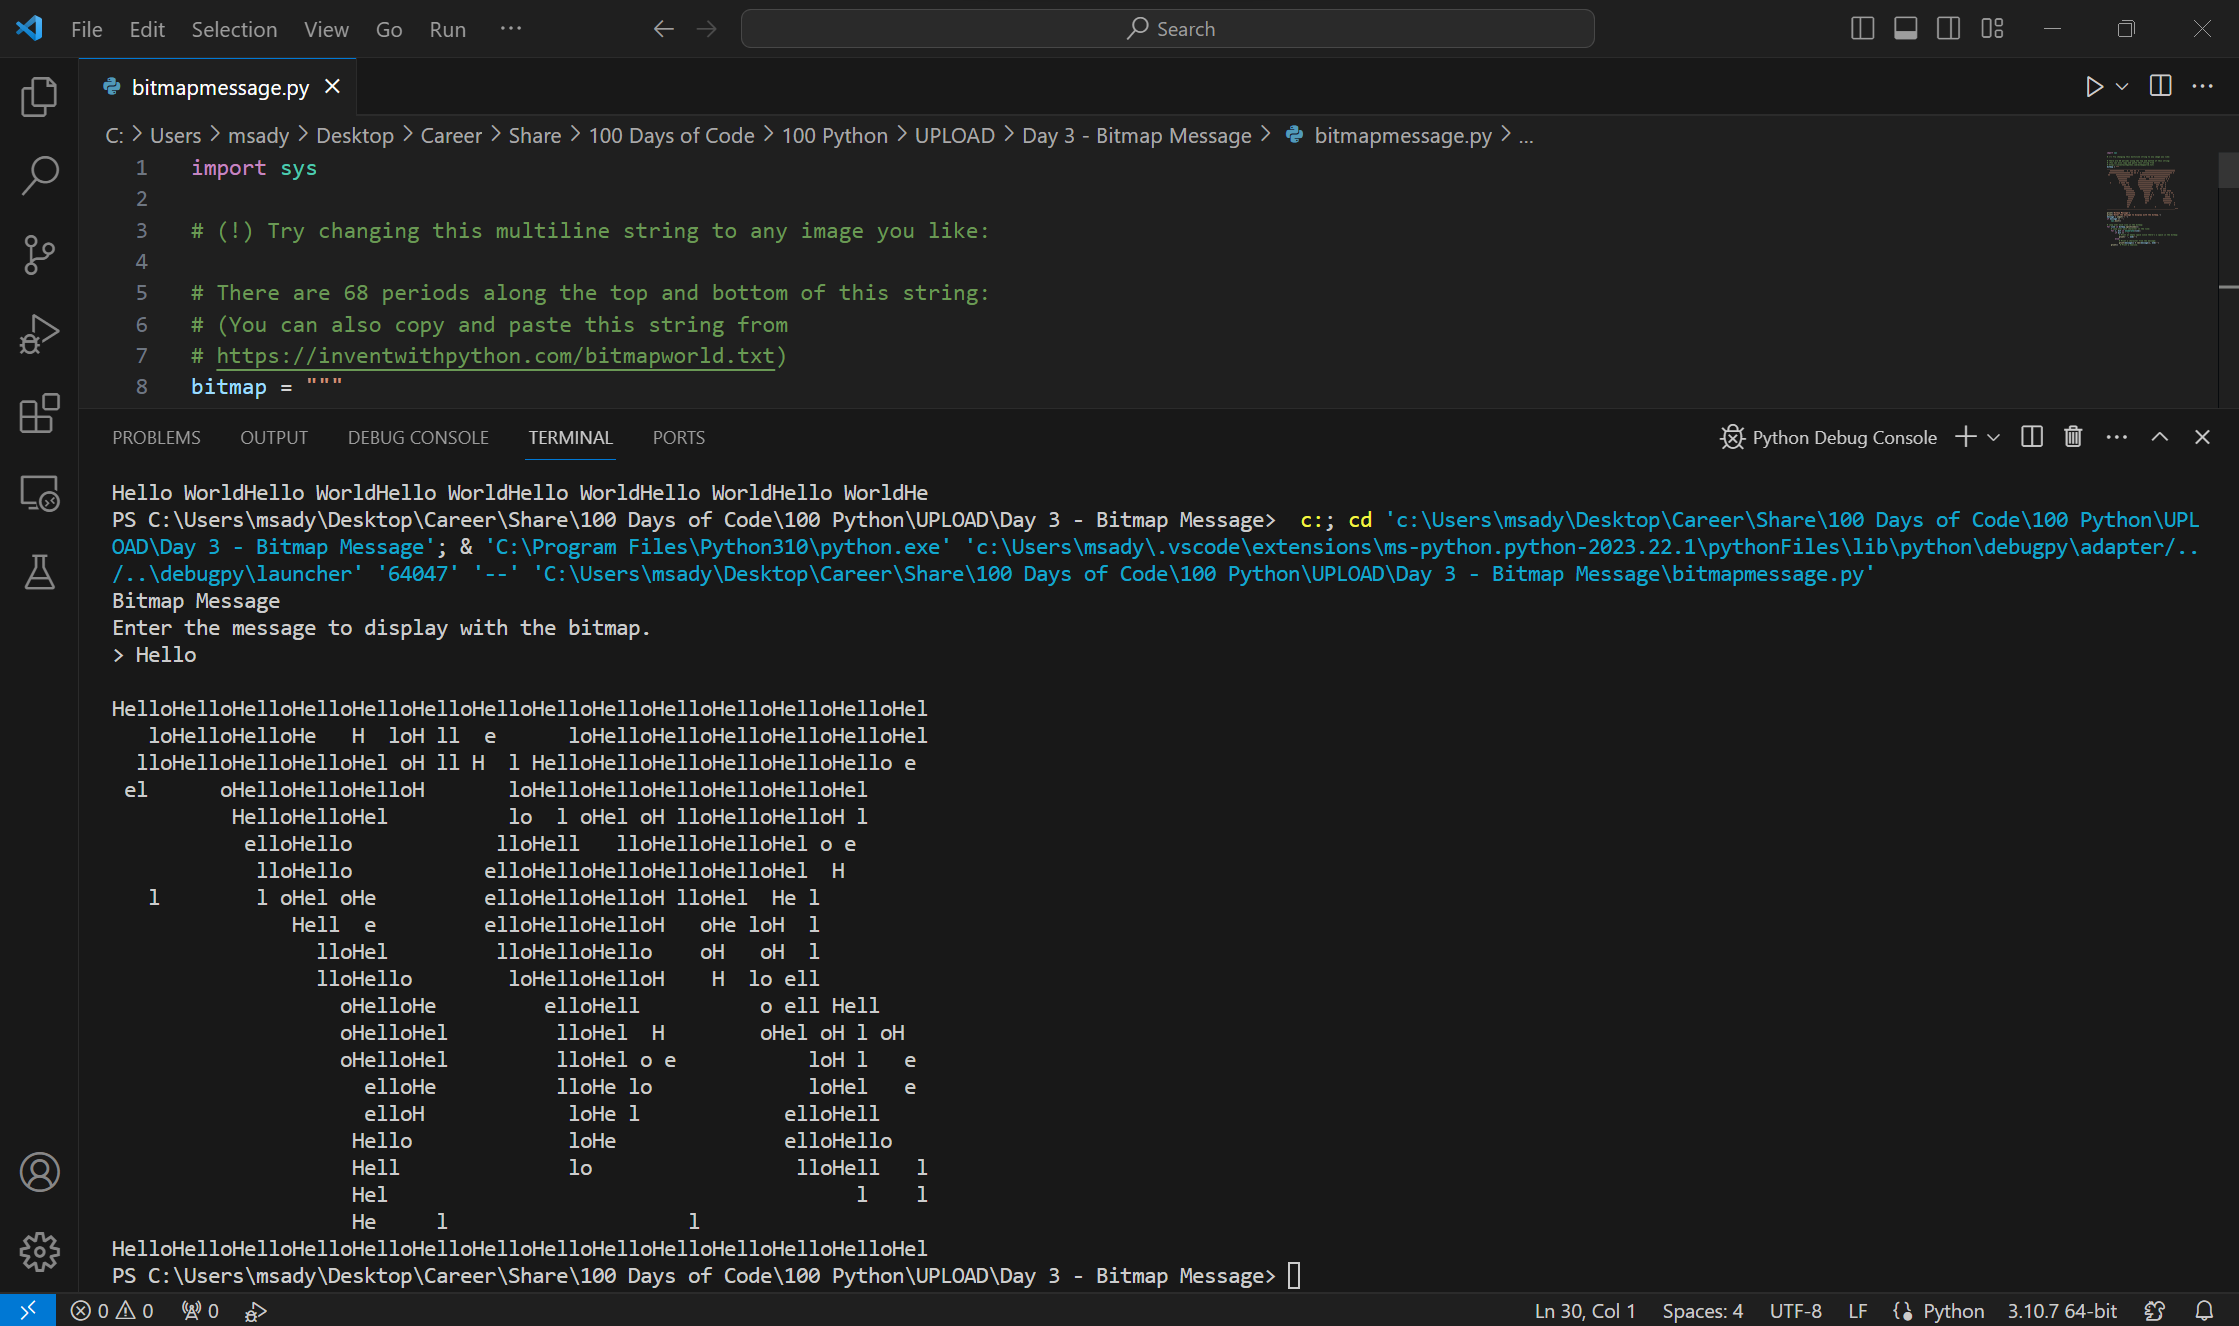 File Edit Selection View Go Run ··· Search
bitmapmessage.py
C: > Users > msady > Desktop > Career > Share > 100 Days of Code > 100 Python > UPLOAD > Day 3 - Bitmap Message > bitmapmessage.py > ...
1 import sys
2
3 # (!) Try changing this multiline string to any image you like:
4
5 # There are 68 periods along the top and bottom of this string:
6 # (You can also copy and paste this string from
7 # https://inventwithpython.com/bitmapworld.txt)
8 bitmap = """
PROBLEMS OUTPUT DEBUG CONSOLE TERMINAL PORTS Python Debug Console
Hello WorldHello WorldHello WorldHello WorldHello WorldHello WorldHe
PS C:\Users\msady\Desktop\Career\Share\100 Days of Code\100 Python\UPLOAD\Day 3 - Bitmap Message>  c:; cd 'c:\Users\msady\Desktop\Career\Share\100 Days of Code\100 Python\UPL
OAD\Day 3 - Bitmap Message'; & 'C:\Program Files\Python310\python.exe' 'c:\Users\msady\.vscode\extensions\ms-python.python-2023.22.1\pythonFiles\lib\python\debugpy\adapter/..
/..\debugpy\launcher' '64047' '--' 'C:\Users\msady\Desktop\Career\Share\100 Days of Code\100 Python\UPLOAD\Day 3 - Bitmap Message\bitmapmessage.py'
Bitmap Message
Enter the message to display with the bitmap.
> Hello
HelloHelloHelloHelloHelloHelloHelloHelloHelloHelloHelloHelloHelloHel
   loHelloHelloHe   H  loH ll  e      loHelloHelloHelloHelloHelloHel
  lloHelloHelloHelloHel oH ll H  l HelloHelloHelloHelloHelloHello e
 el      oHelloHelloHelloH       loHelloHelloHelloHelloHelloHel
          HelloHelloHel          lo  l oHel oH lloHelloHelloH l
           elloHello            lloHell   lloHelloHelloHel o e
            lloHello           elloHelloHelloHelloHelloHel  H
   l        l oHel oHe         elloHelloHelloH lloHel  He l
               Hell  e         elloHelloHelloH   oHe loH  l
                 lloHel         lloHelloHello    oH   oH  l
                 lloHello        loHelloHelloH    H  lo ell
                   oHelloHe         elloHell          o ell Hell
                   oHelloHel         lloHel  H        oHel oH l oH
                   oHelloHel         lloHel o e           loH l   e
                     elloHe          lloHe lo             loHel   e
                     elloH            loHe l            elloHell
                    Hello             loHe              elloHello
                    Hell              lo                 lloHell   l
                    Hel                                       l    l
                    He     l                    l
HelloHelloHelloHelloHelloHelloHelloHelloHelloHelloHelloHelloHelloHel
PS C:\Users\msady\Desktop\Career\Share\100 Days of Code\100 Python\UPLOAD\Day 3 - Bitmap Message>
0 0 0 Ln 30, Col 1 Spaces: 4 UTF-8 LF Python 3.10.7 64-bit